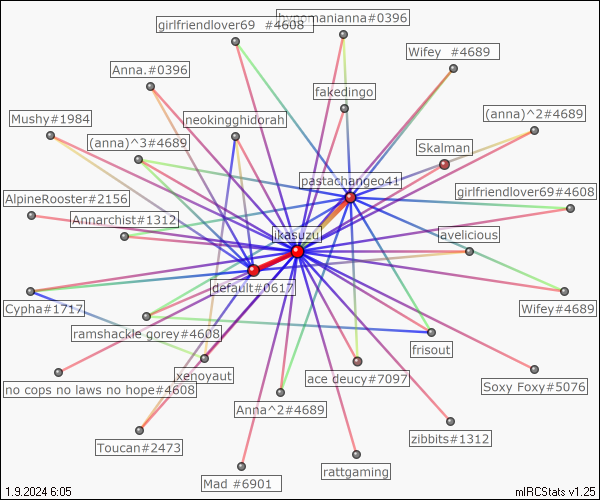 girlfriendlover69 #4608
hypomanianna#0396
Wifey #4689
Anna.#0396
fakedingo
Mushy#1984
neokingghidorah
(anna)^2#4689
(anna)^3#4689
Skalman
pastachangeo41
AlpineRooster#2156
girlfriendlover69#4608
Annarchist#1312
ikasuzu
avelicious
default#0617
Cypha#1717
Wifey#4689
ramshackle gorey#4608
frisout
xenoyaut
ace deucy#7097
no cops no laws no hope#4608
Soxy Foxy#5076
Anna^2#4689
zibbits#1312
Toucan#2473
rattgaming
Mad #6901
1.9.2024 6:05
mIRCStats v1.25